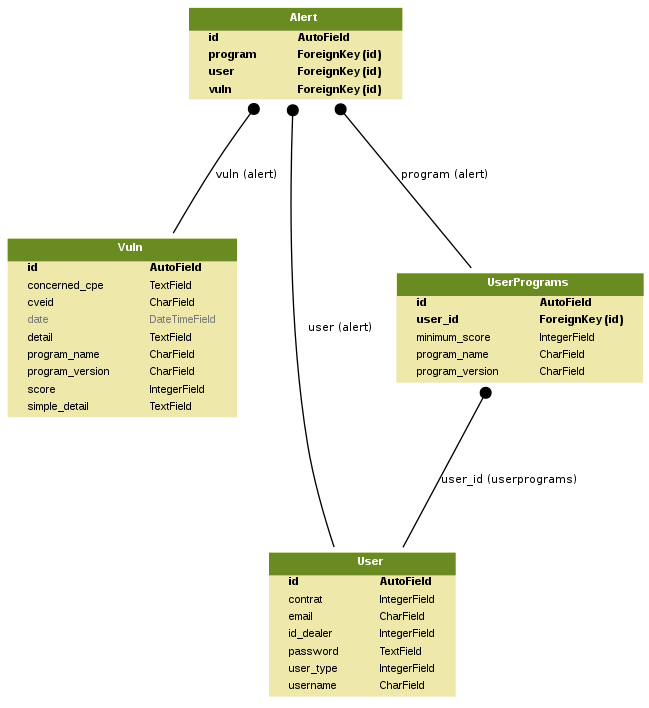 Alert
id AutoField
program ForeignKey (id)
user ForeignKey (id)
vuln ForeignKey (id)
vuln (alert)
program (alert)
Vuln
id AutoField
concerned_cpe TextField
cveid CharField
date DateTimeField
detail TextField
program_name CharField
program_version CharField
score IntegerField
simple_detail TextField
UserPrograms
id AutoField
user_id ForeignKey (id)
minimum_score IntegerField
program_name CharField
program_version CharField
user (alert)
user_id (userprograms)
User
id AutoField
contrat IntegerField
email CharField
id_dealer IntegerField
password TextField
user_type IntegerField
username CharField